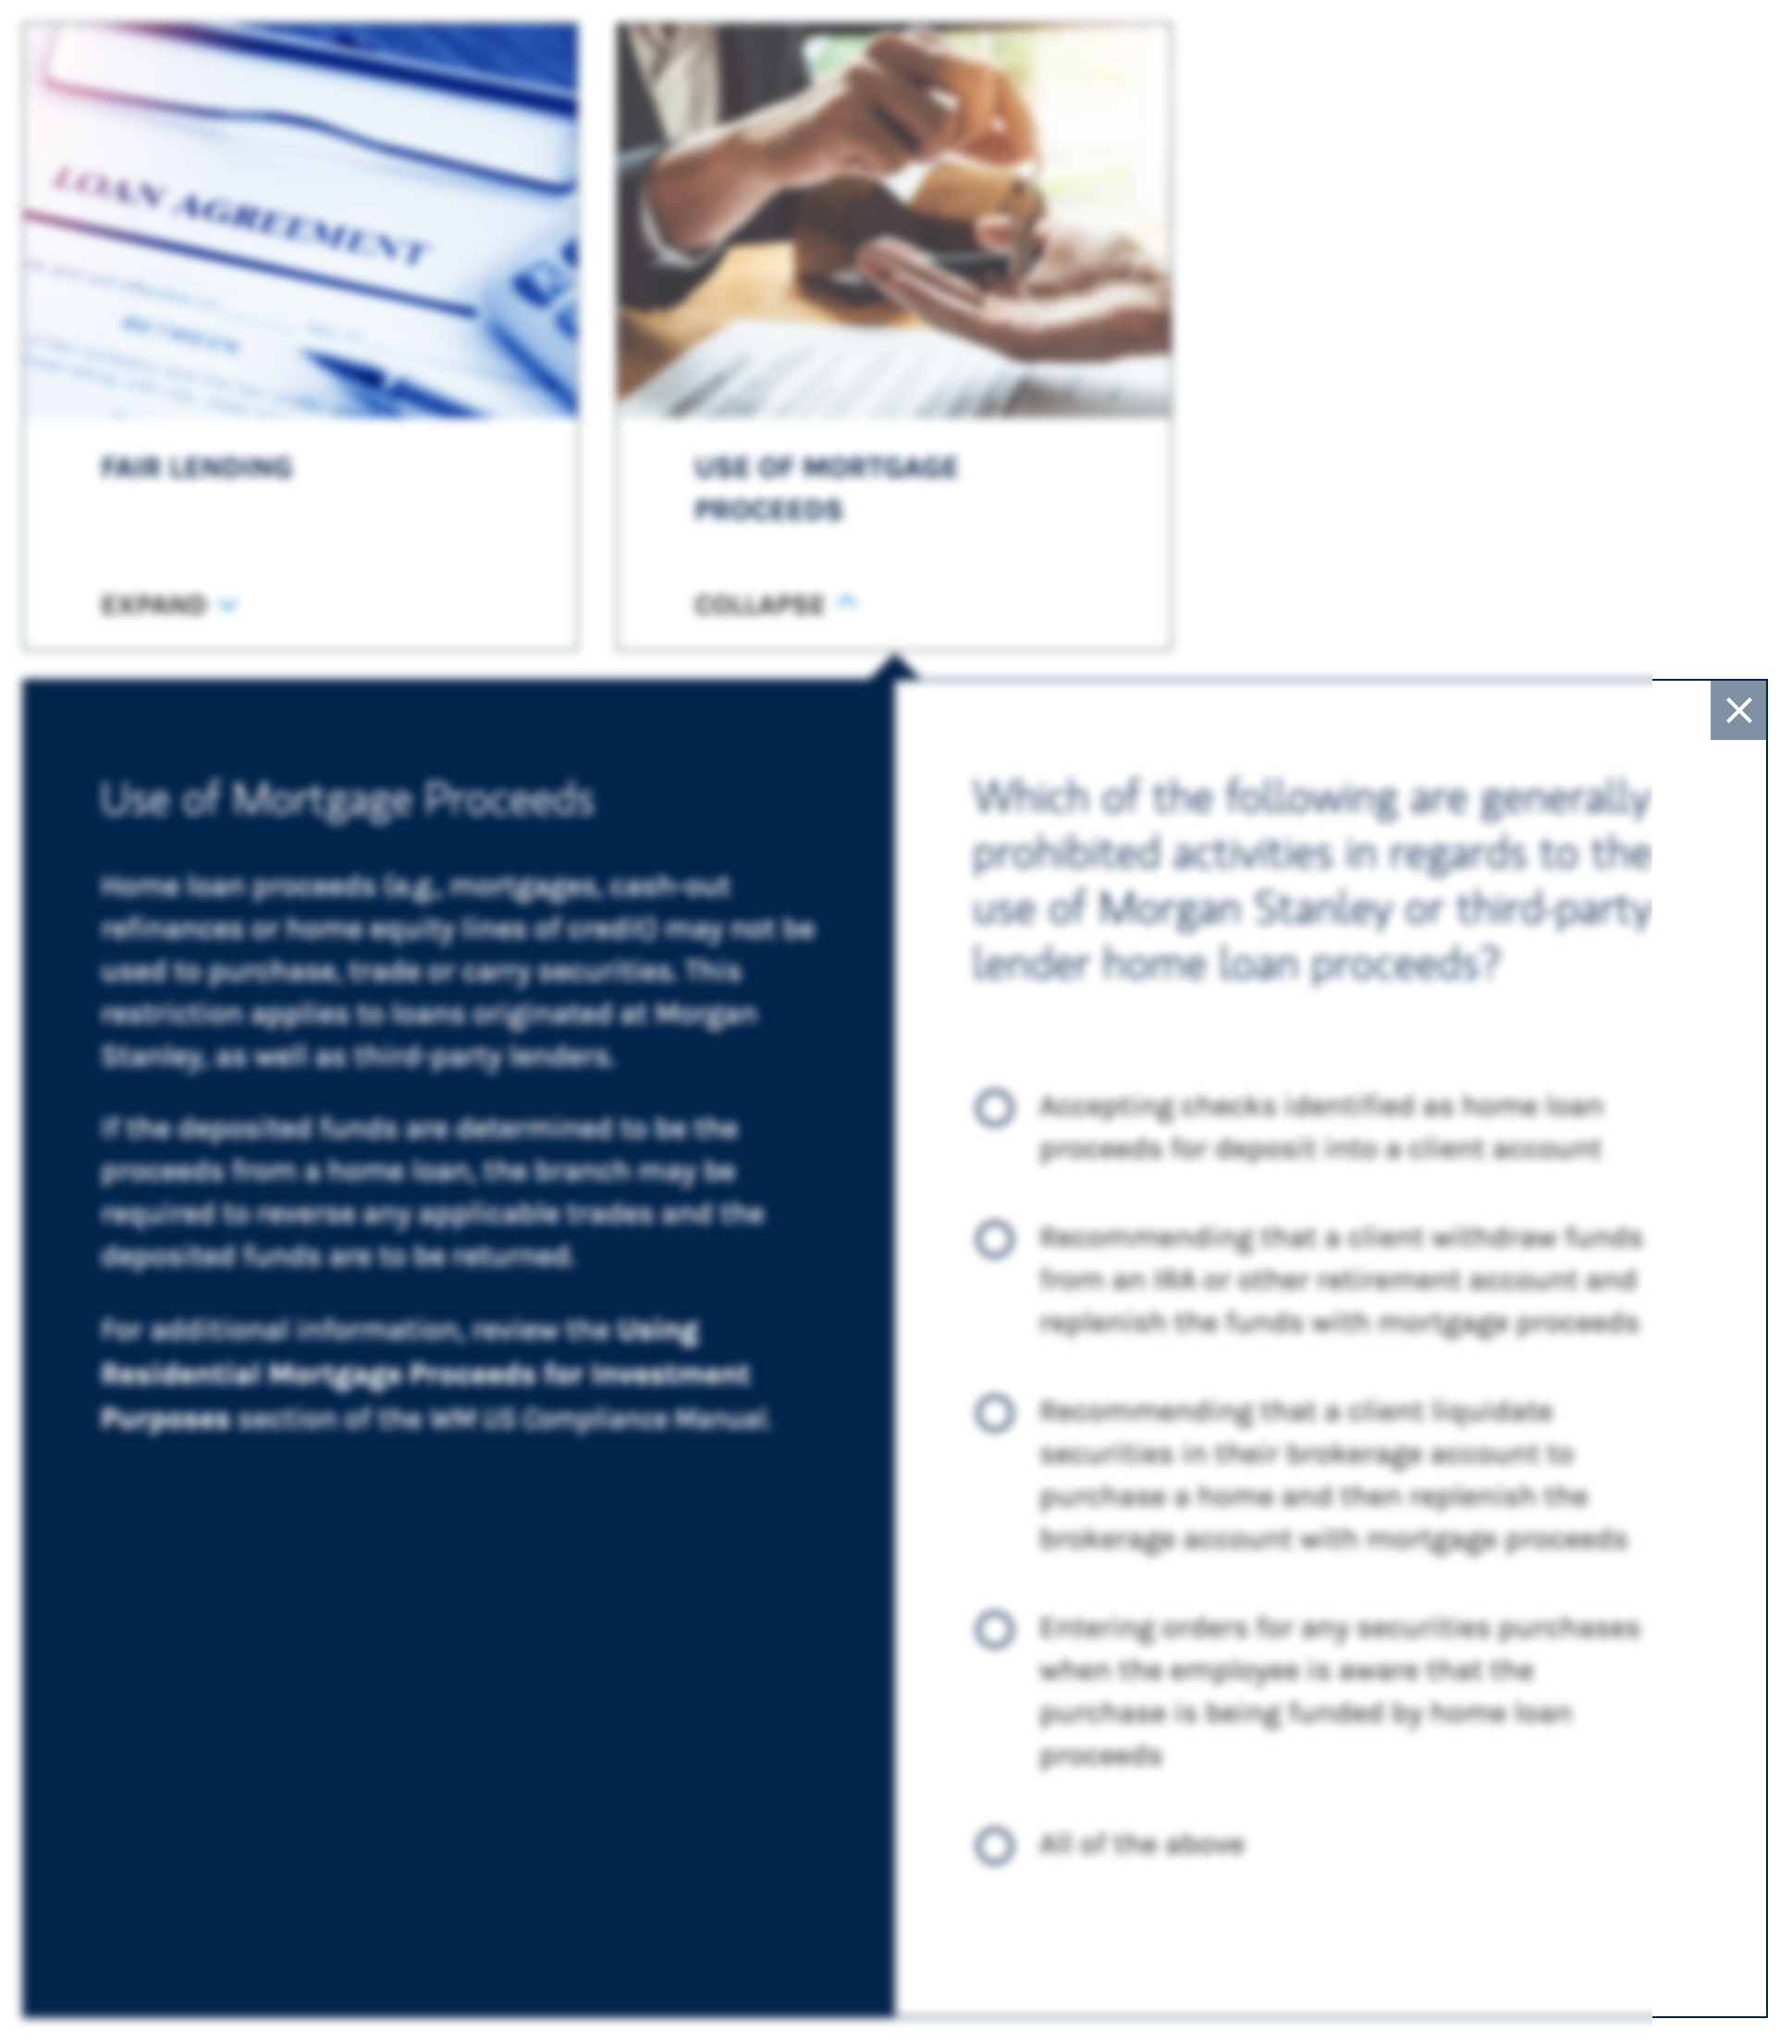 LOAN AGREEMENT
BETWEEN
FAIR LENDING
EXPAND
USE OF MORTGAGE
PROCEEDS
COLLAPSE
Use of Mortgage Proceeds
Home loan proceeds (e.g., mortgages, cash-out
refinances or home equity lines of credit) may not be
used to purchase, trade or carry securities. This
restriction applies to loans originated at Morgan
Stanley, as well as third-party lenders.
If the deposited funds are determined to be the
proceeds from a home loan, the branch may be
required to reverse any applicable trades and the
deposited funds are to be returned.
For additional information, review the Using
Residential Mortgage Proceeds for Investment
Purposes section of the WM US Compliance Manual.
Which of the following are generally
prohibited activities in regards to the
use of Morgan Stanley or third-party
lender home loan proceeds?
Accepting checks identified as home loan
proceeds for deposit into a client account
Recommending that a client withdraw funds
from an IRA or other retirement account and
replenish the funds with mortgage proceeds
Recommending that a client liquidate
securities in their brokerage account to
purchase a home and then replenish the
brokerage account with mortgage proceeds
Entering orders for any securities purchases
when the employee is aware that the
purchase is being funded by home loan
proceeds
All of the above